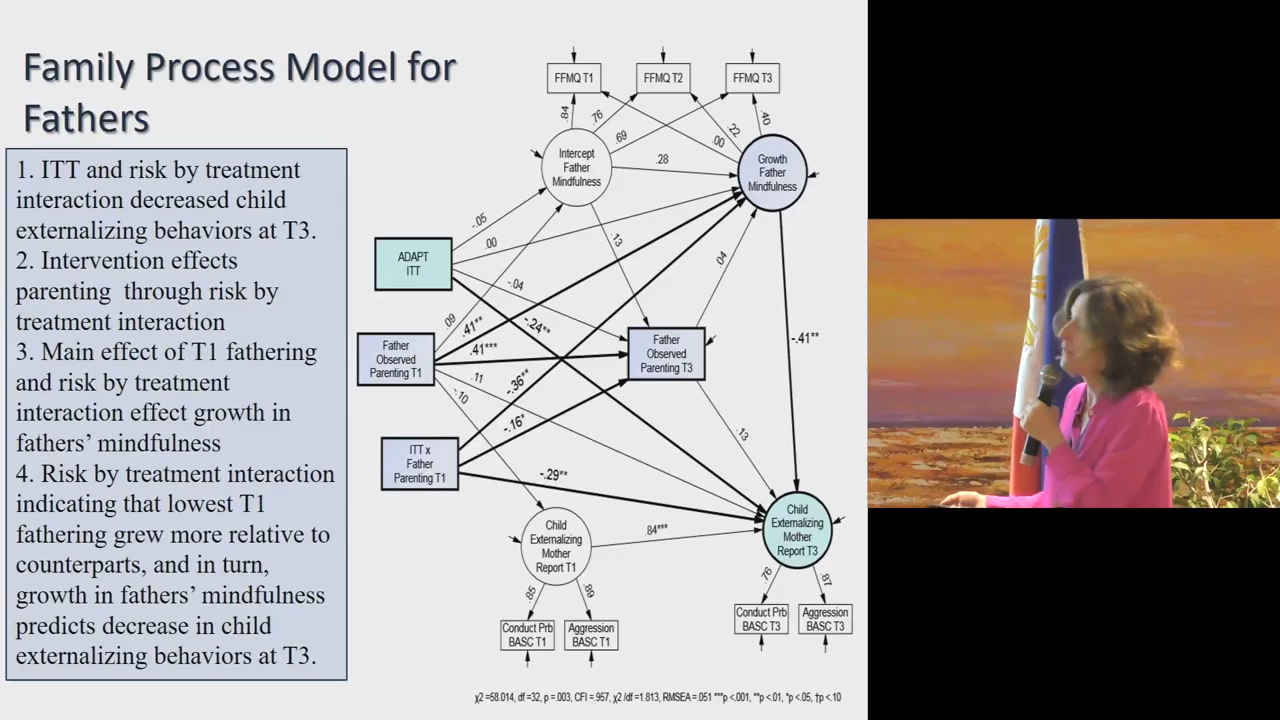 Family Process Model for
Fathers
1. ITT and risk by treatment
interaction decreased child
externalizing behaviors at T3.
2. Intervention effects
parenting through risk by
treatment interaction
3. Main effect of T1 fathering
and risk by treatment
interaction effect growth in
fathers’ mindfulness
4. Risk by treatment interaction
indicating that lowest T1
fathering grew more relative to
counterparts, and in turn,
growth in fathers’ mindfulness
predicts decrease in child
externalizing behaviors at T3.
FFMQ T1
FFMQ T2
FFMQ T3
.84
.76
.69
.00
.22
.40
Intercept
Father
Mindfulness
.28
Growth
Father
Mindfulness
-.05
.00
.13
ADAPT
ITT
-.04
.04
.09
.41**
-.24**
.41***
Father
Observed
Parenting T1
Father
Observed
Parenting T3
-.41**
.11
-.10
-.36**
-.16*
ITT x
Father
Parenting T1
.13
-.29**
Child
Externalizing
Mother
Report T1
.84***
Child
Externalizing
Mother
Report T3
.85
.89
.76
.87
Conduct Prb
BASC T1
Aggression
BASC T1
Conduct Prb
BASC T3
Aggression
BASC T3
χ2 =58.014, df =32, p =.003, CFI =.957, χ2 /df =1.813, RMSEA =.051 ***p <.001, **p <.01, *p <.05, †p <.10